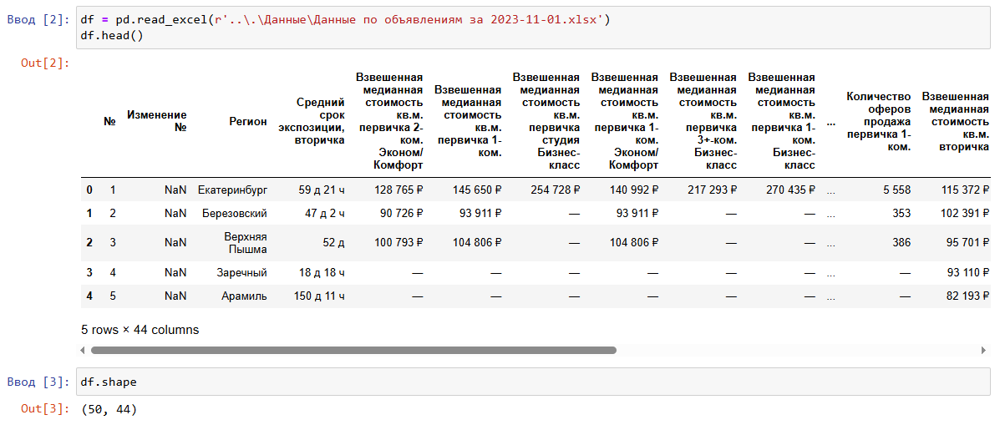 Ввод [2]: df = pd.read_excel(r'..\.\Данные\Данные по объявлениям за 2023-11-01.xlsx')
df.head()
Out[2]:
№ Изменение № Регион Средний срок экспозиции, вторичка Взвешенная медианная стоимость кв.м. первичка 2-ком. Эконом/Комфорт Взвешенная медианная стоимость кв.м. первичка 1-ком. Взвешенная медианная стоимость кв.м. первичка студия Бизнес-класс Взвешенная медианная стоимость кв.м. первичка 1-ком. Эконом/Комфорт Взвешенная медианная стоимость кв.м. первичка 3+-ком. Бизнес-класс Взвешенная медианная стоимость кв.м. первичка 1-ком. Бизнес-класс ... Количество оферов продажа первичка 1-ком. Взвешенная медианная стоимость кв.м. вторичка
0 1 NaN Екатеринбург 59 д 21 ч 128 765 ₽ 145 650 ₽ 254 728 ₽ 140 992 ₽ 217 293 ₽ 270 435 ₽ ... 5 558 115 372 ₽
1 2 NaN Березовский 47 д 2 ч 90 726 ₽ 93 911 ₽ — 93 911 ₽ — — ... 353 102 391 ₽
2 3 NaN Верхняя Пышма 52 д 100 793 ₽ 104 806 ₽ — 104 806 ₽ — — ... 386 95 701 ₽
3 4 NaN Заречный 18 д 18 ч — — — — — — ... — 93 110 ₽
4 5 NaN Арамиль 150 д 11 ч — — — — — — ... — 82 193 ₽
5 rows × 44 columns
Ввод [3]: df.shape
Out[3]: (50, 44)